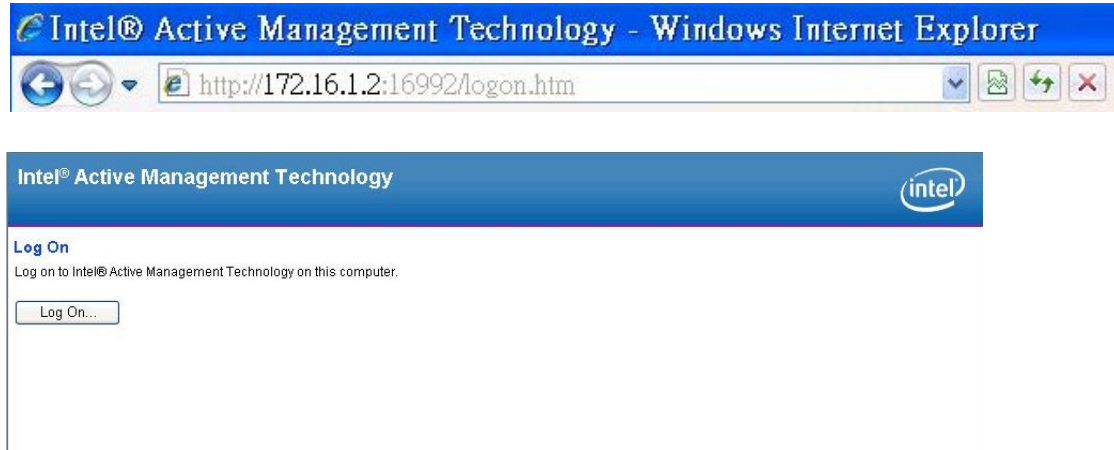 Intel® Active Management Technology - Windows Internet Explorer
http://172.16.1.2:16992/logon.htm
Intel® Active Management Technology
intel
Log On
Log on to Intel® Active Management Technology on this computer.
Log On...